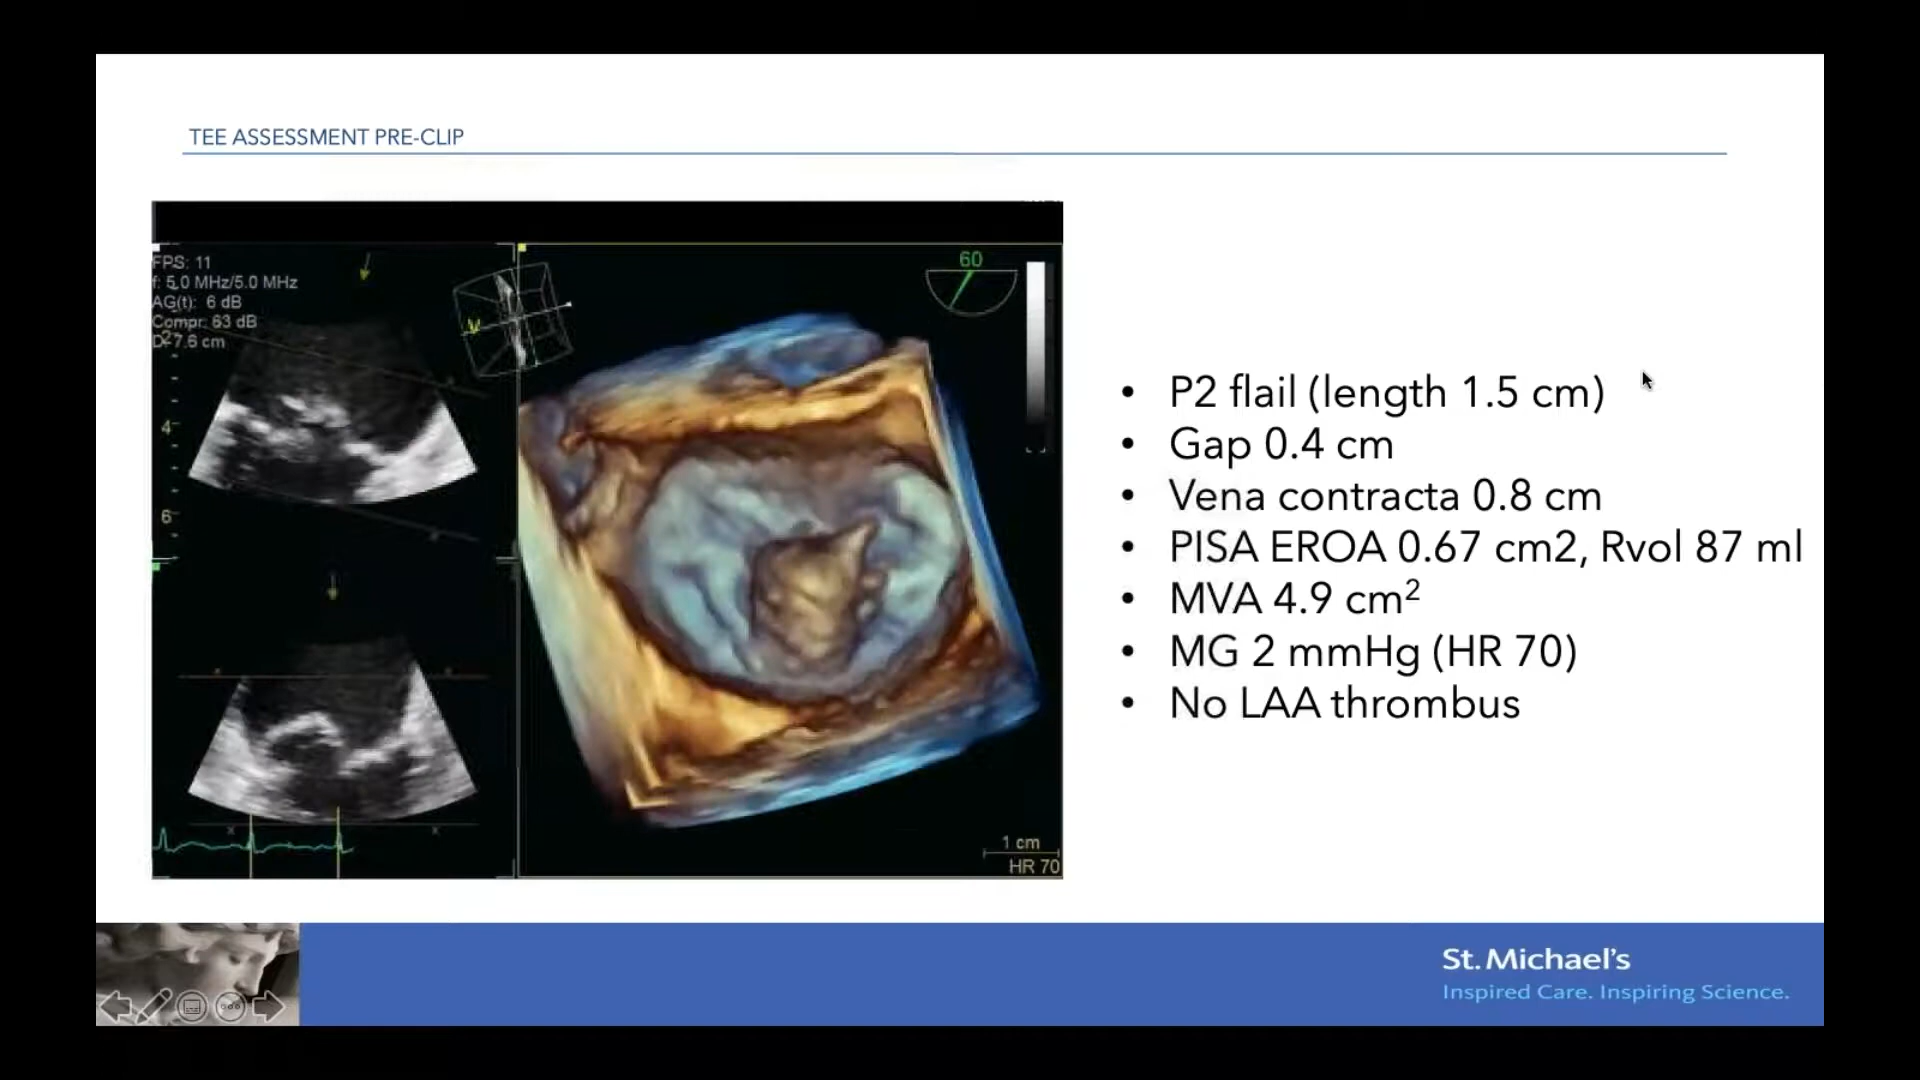 TEE ASSESSMENT PRE-CLIP
FPS: 11
f: 5.0 MHz/5.0 MHz
AG(t): 6 dB
Compr: 63 dB
D=7.6 cm
2
4
6
V
60
1 cm
HR 70
• P2 flail (length 1.5 cm)
• Gap 0.4 cm
• Vena contracta 0.8 cm
• PISA EROA 0.67 cm2, Rvol 87 ml
• MVA 4.9 cm²
• MG 2 mmHg (HR 70)
• No LAA thrombus
St. Michael's
Inspired Care. Inspiring Science.